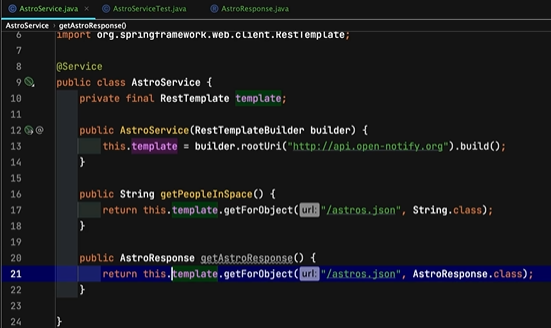 AstroService.java × AstroServiceTest.java AstroResponse.java
AstroService › getAstroResponse()
6 import org.springframework.web.client.RestTemplate;
7
8 @Service
9 public class AstroService {
10 private final RestTemplate template;
11
12 public AstroService(RestTemplateBuilder builder) {
13 this.template = builder.rootUri("http://api.open-notify.org").build();
14 }
15
16 public String getPeopleInSpace() {
17 return this.template.getForObject( url: "/astros.json", String.class);
18 }
19
20 public AstroResponse getAstroResponse() {
21 return this.template.getForObject( url: "/astros.json", AstroResponse.class);
22 }
23
24 }